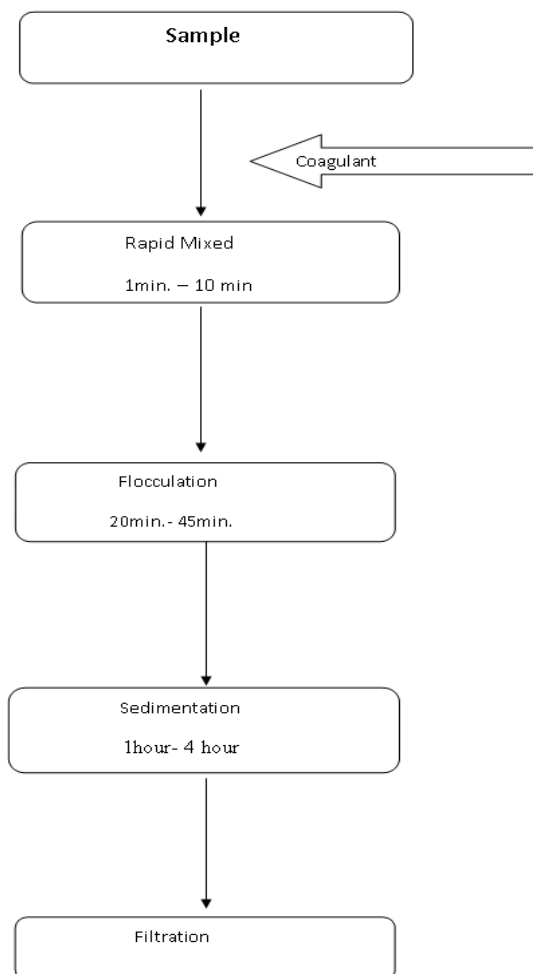 Sample
Coagulant
Rapid Mixed
1min. – 10 min
Flocculation
20min.- 45min.
Sedimentation
1hour- 4 hour
Filtration